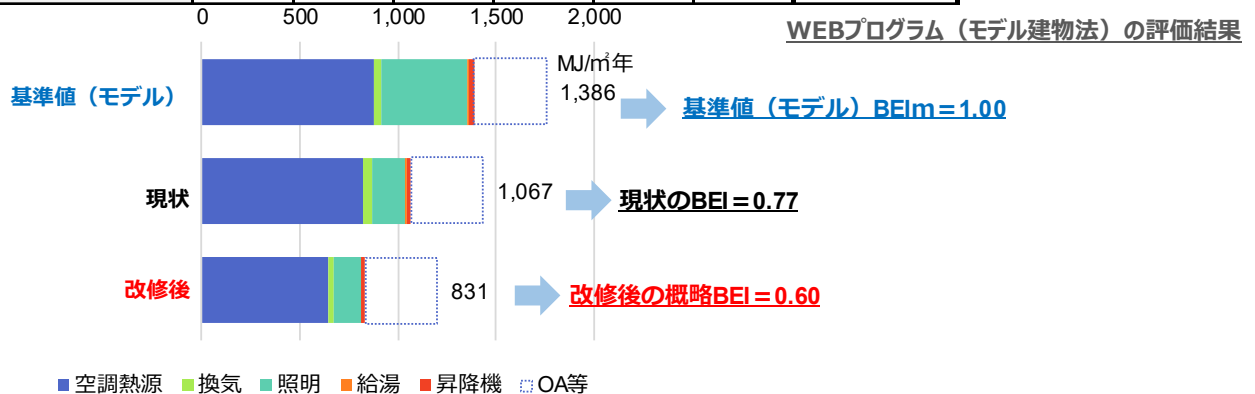 0 500 1,000 1,500 2,000
WEBプログラム（モデル建物法）の評価結果
MJ/㎡年
基準値（モデル） 1,386 基準値（モデル）BEIm＝1.00
現状 1,067 現状のBEI＝0.77
改修後 831 改修後の概略BEI＝0.60
空調熱源 換気 照明 給湯 昇降機 OA等